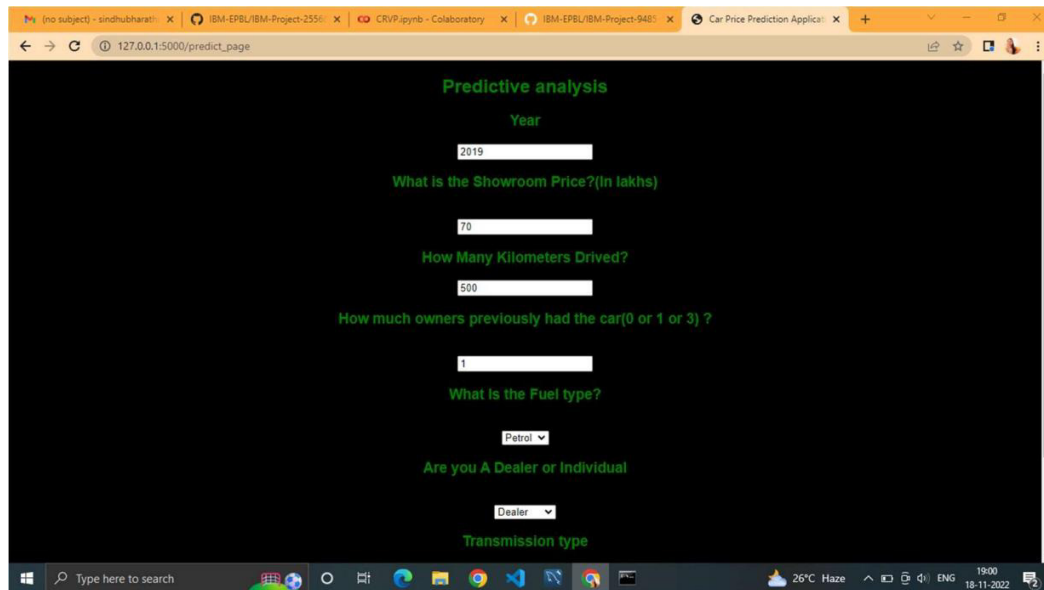 (no subject) - sindhubharath
IBM-EPBL/IBM-Project-2556
CRVP.ipynb - Colaboratory
IBM-EPBL/IBM-Project-9485
Car Price Prediction Applicat
127.0.0.1:5000/predict_page
Predictive analysis
Year
2019
What is the Showroom Price?(In lakhs)
70
How Many Kilometers Drived?
500
How much owners previously had the car(0 or 1 or 3) ?
1
What Is the Fuel type?
Petrol
Are you A Dealer or Individual
Dealer
Transmission type
Type here to search
26°C Haze
ENG
19:00
18-11-2022
2